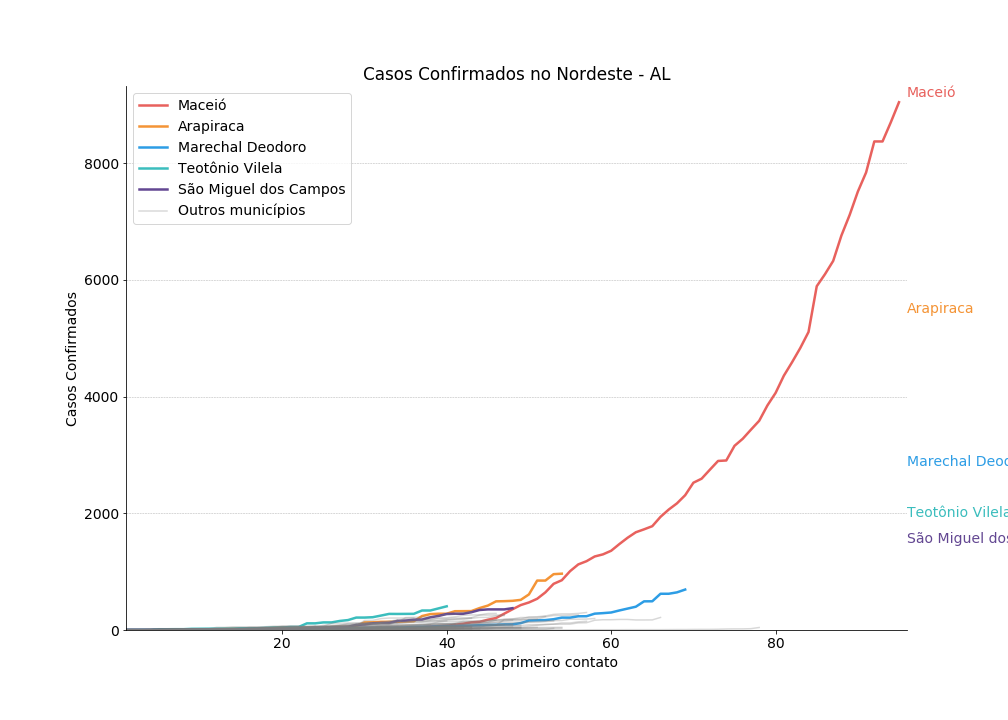 Casos Confirmados no Nordeste - AL
Maceió
Arapiraca
Marechal Deodoro
Teotônio Vilela
São Miguel dos Campos
Outros municípios
Maceió
Arapiraca
Marechal Deod
Teotônio Vilela
São Miguel dos
8000
6000
4000
2000
0
Casos Confirmados
20
40
60
80
Dias após o primeiro contato